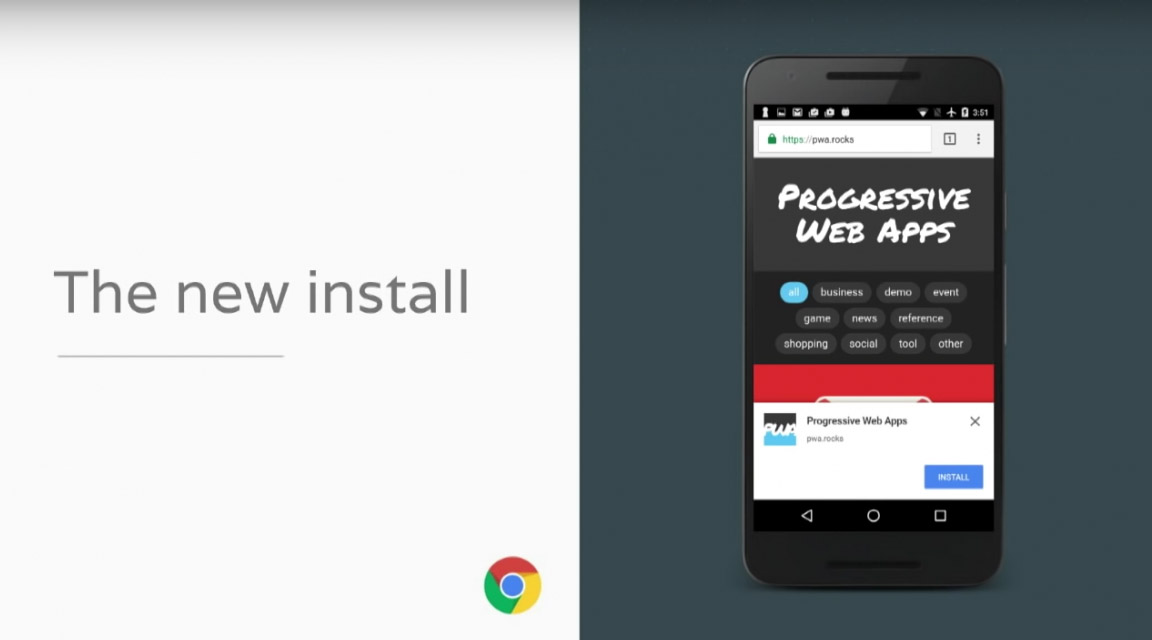 The new install
3:51
https://pwa.rocks
1
PROGRESSIVE
WEB APPS
all business demo event
game news reference
shopping social tool other
PWA
Progressive Web Apps
pwa.rocks
INSTALL